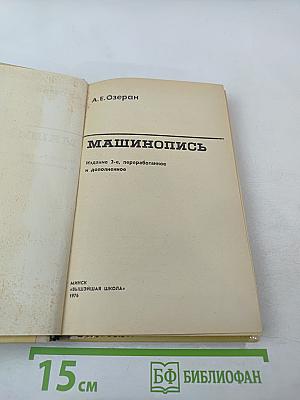 А.Е.Озеран
МАШИНОПИСЬ
Издание 3-е, переработанное
и дополненное
МИНСК
«ВЫШЭЙШАЯ ШКОЛА»
1976
15 см
БФ БИБЛИОФАН